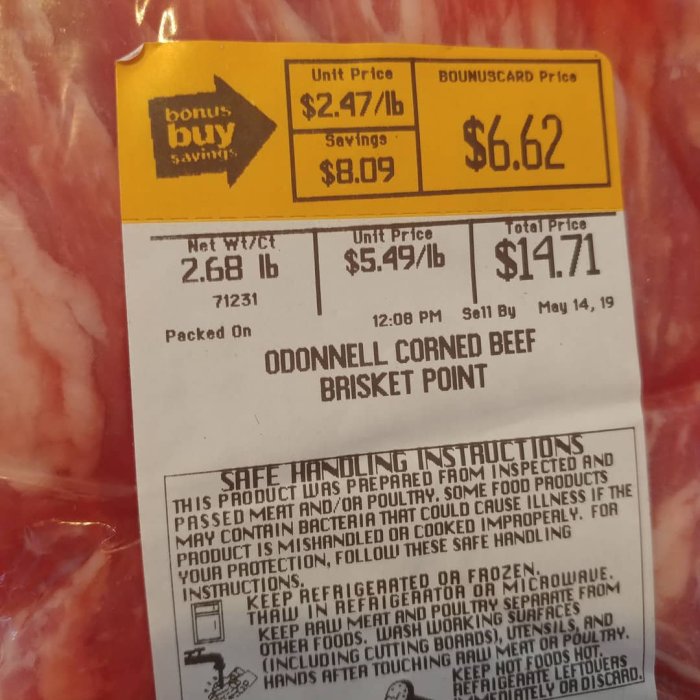 bonus
buy
savings
Unit Price
$2.47/lb
Savings
$8.09
BOUNUSCARD Price
$6.62
Net Wt/Ct
2.68 lb
71231
Unit Price
$5.49/lb
Total Price
$14.71
Packed On
12:08 PM Sell By May 14, 19
ODONNELL CORNED BEEF
BRISKET POINT
SAFE HANDLING INSTRUCTIONS
THIS PRODUCT WAS PREPARED FROM INSPECTED AND
PASSED MEAT AND/OR POULTRY. SOME FOOD PRODUCTS
MAY CONTAIN BACTERIA THAT COULD CAUSE ILLNESS IF THE
PRODUCT IS MISHANDLED OR COOKED IMPROPERLY. FOR
YOUR PROTECTION, FOLLOW THESE SAFE HANDLING
INSTRUCTIONS.
KEEP REFRIGERATED OR FROZEN.
THAW IN REFRIGERATOR OR MICROWAVE.
KEEP RAW MEAT AND POULTRY SEPARATE FROM
OTHER FOODS. WASH WORKING SURFACES
(INCLUDING CUTTING BOARDS), UTENSILS, AND
HANDS AFTER TOUCHING RAW MEAT OR POULTRY.
KEEP HOT FOODS HOT.
REFRIGERATE LEFTOVERS
OR DISCARD.